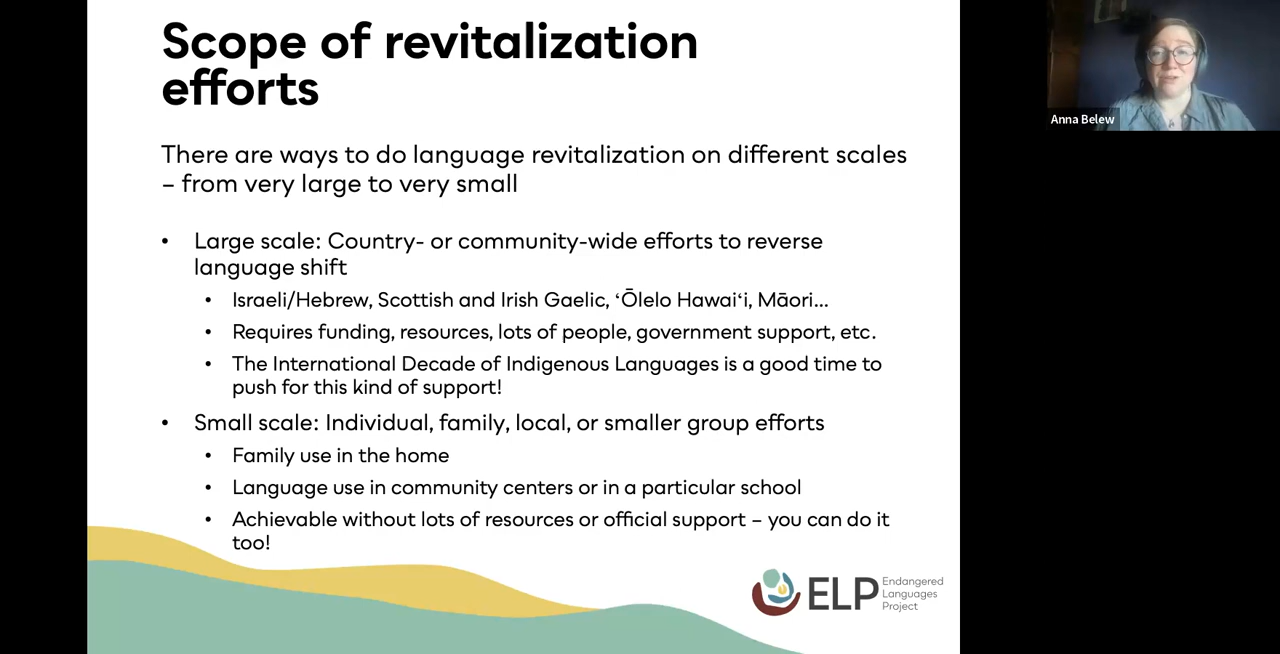 Scope of revitalization
efforts
There are ways to do language revitalization on different scales
– from very large to very small
• Large scale: Country- or community-wide efforts to reverse
language shift
• Israeli/Hebrew, Scottish and Irish Gaelic, ʻŌlelo Hawaiʻi, Māori...
• Requires funding, resources, lots of people, government support, etc.
• The International Decade of Indigenous Languages is a good time to
push for this kind of support!
• Small scale: Individual, family, local, or smaller group efforts
• Family use in the home
• Language use in community centers or in a particular school
• Achievable without lots of resources or official support – you can do it
too!
ELP
Endangered
Languages
Project
Anna Belew